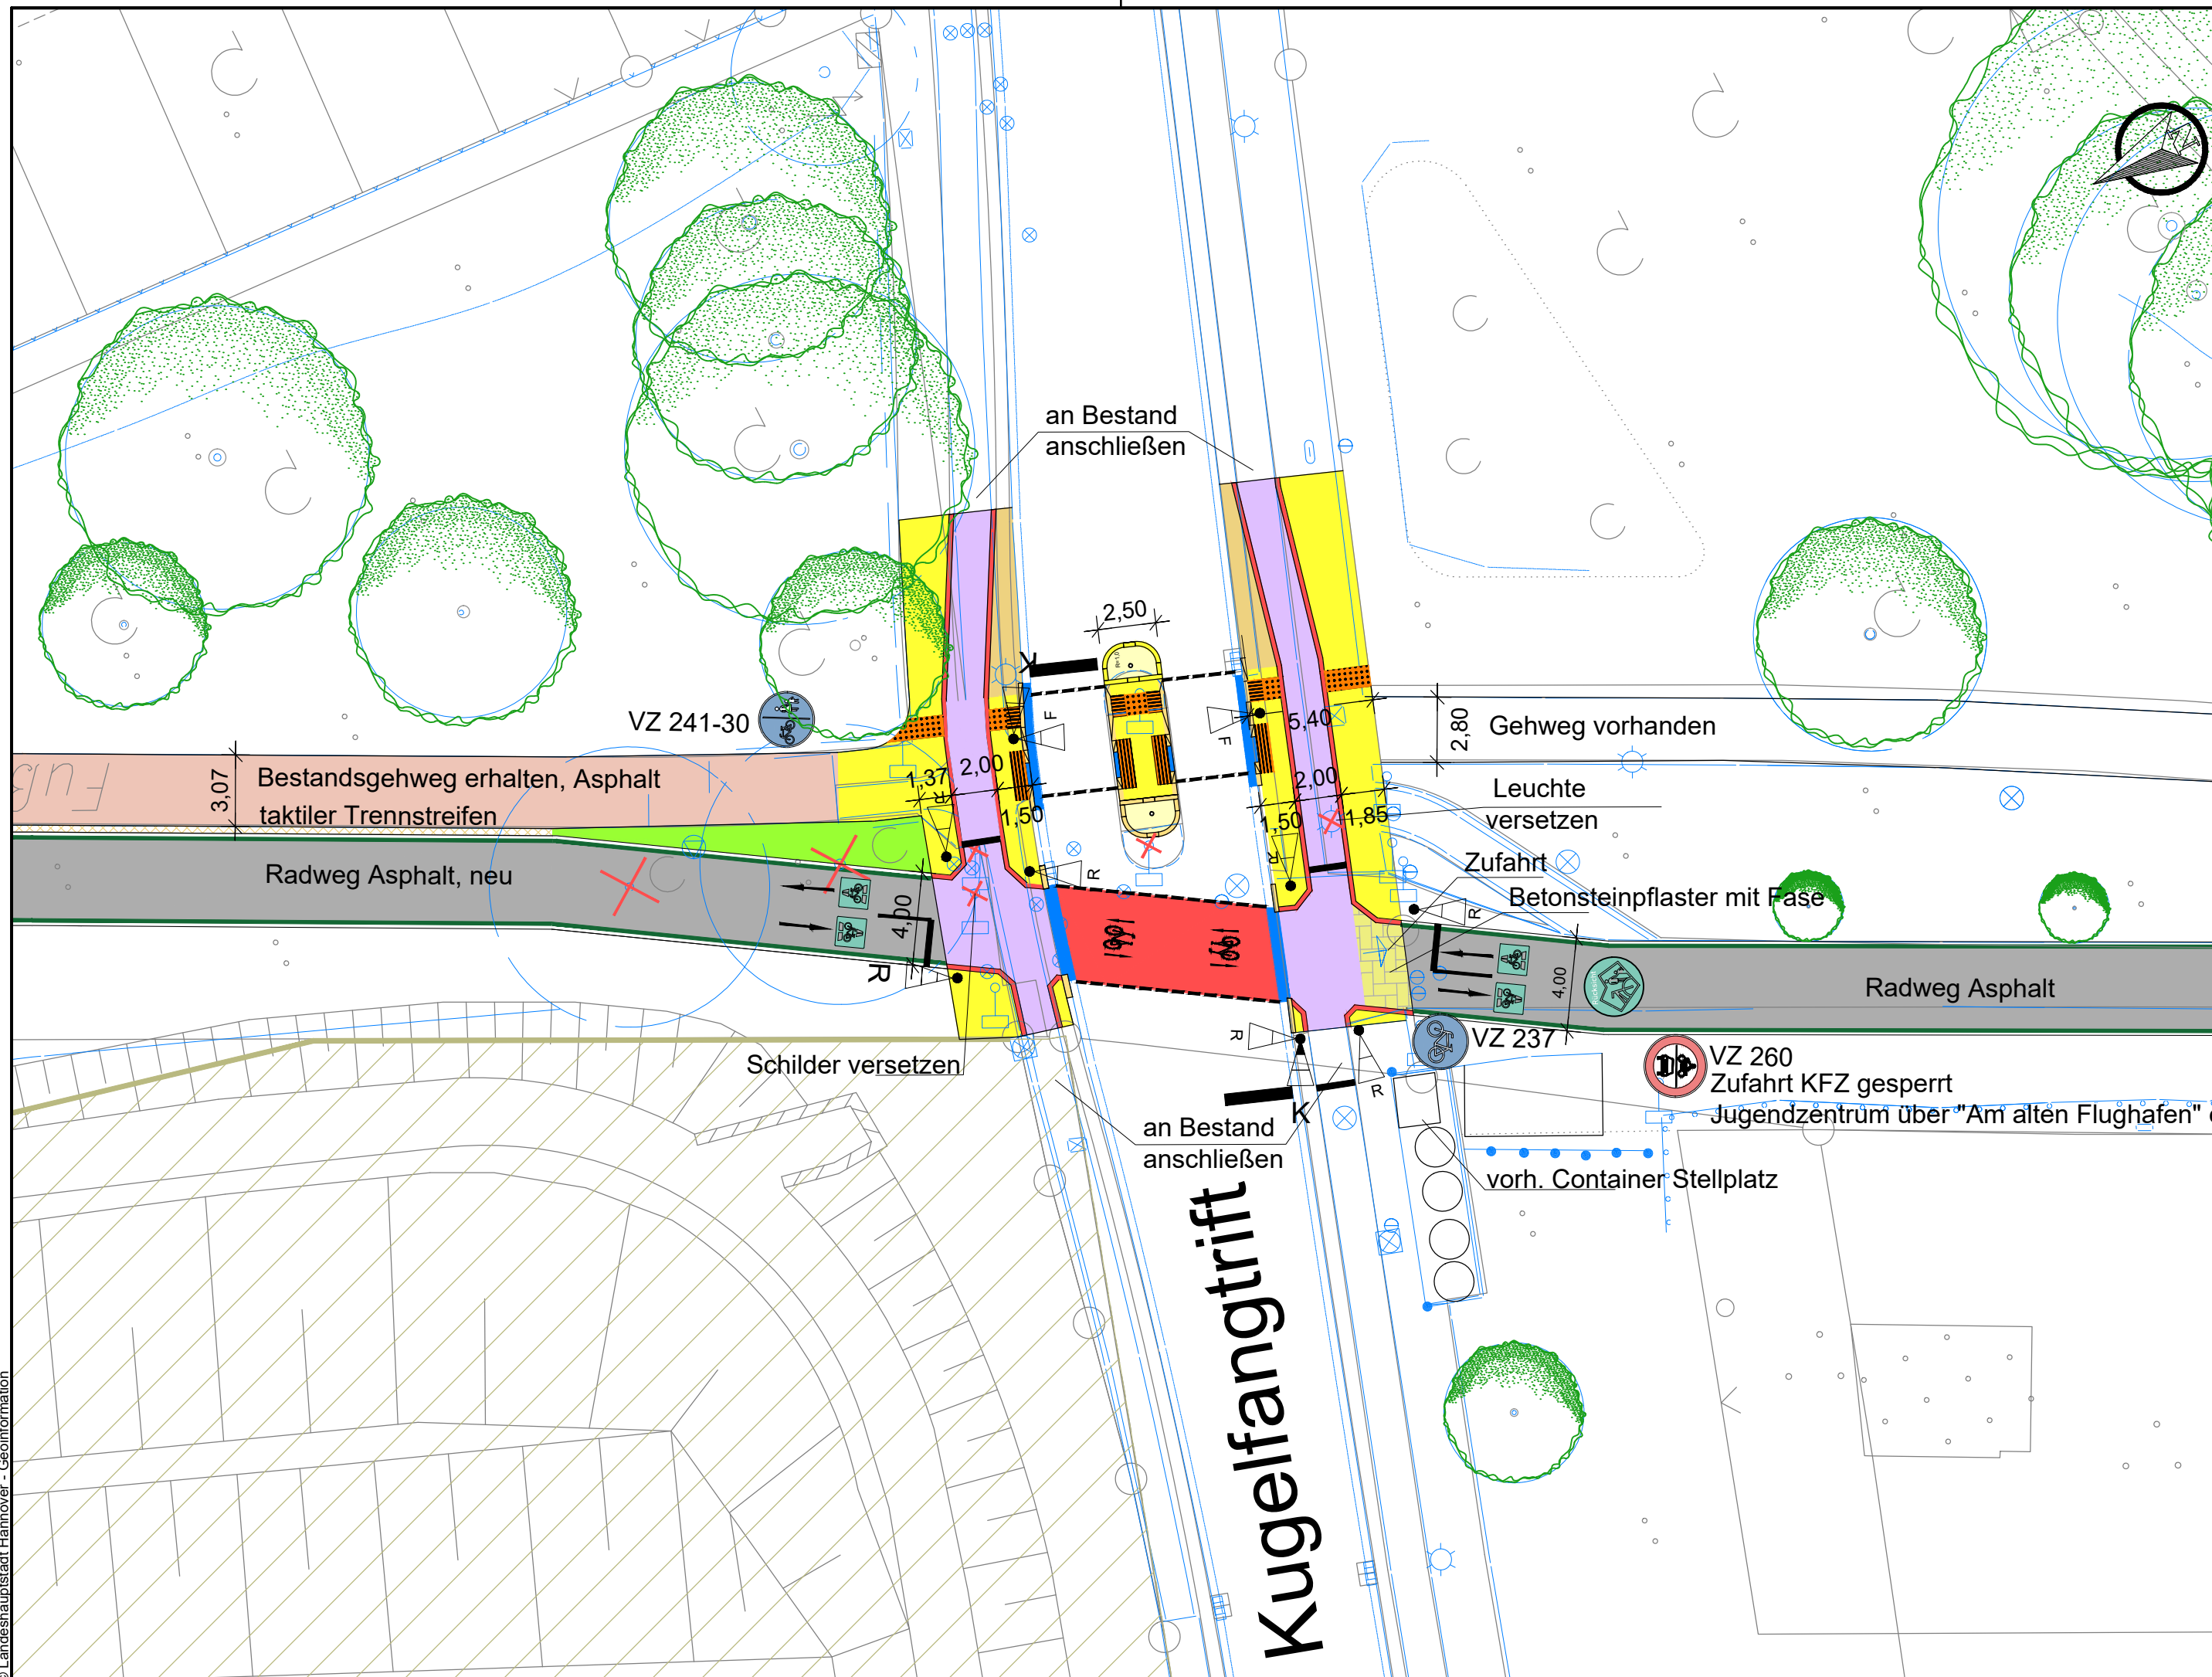 an Bestand
anschließen
2,50
VZ 241-30
F
F
5,40
2,80
Gehweg vorhanden
3,07
Bestandsgehweg erhalten, Asphalt
taktiler Trennstreifen
1,37
2,00
1,50
R
2,00
1,50
1,85
Leuchte
versetzen
Radweg Asphalt, neu
4,00
R
R
Zufahrt
Betonsteinpflaster mit Fase
R
R
4,00
Radweg Asphalt
Schilder versetzen
R
VZ 237
VZ 260
Zufahrt KFZ gesperrt
Jugendzentrum über "Am alten Flughafen"
R
K
K
an Bestand
anschließen
vorh. Container Stellplatz
Kugelfangtrift
© Landeshauptstadt Hannover - Geoinformation